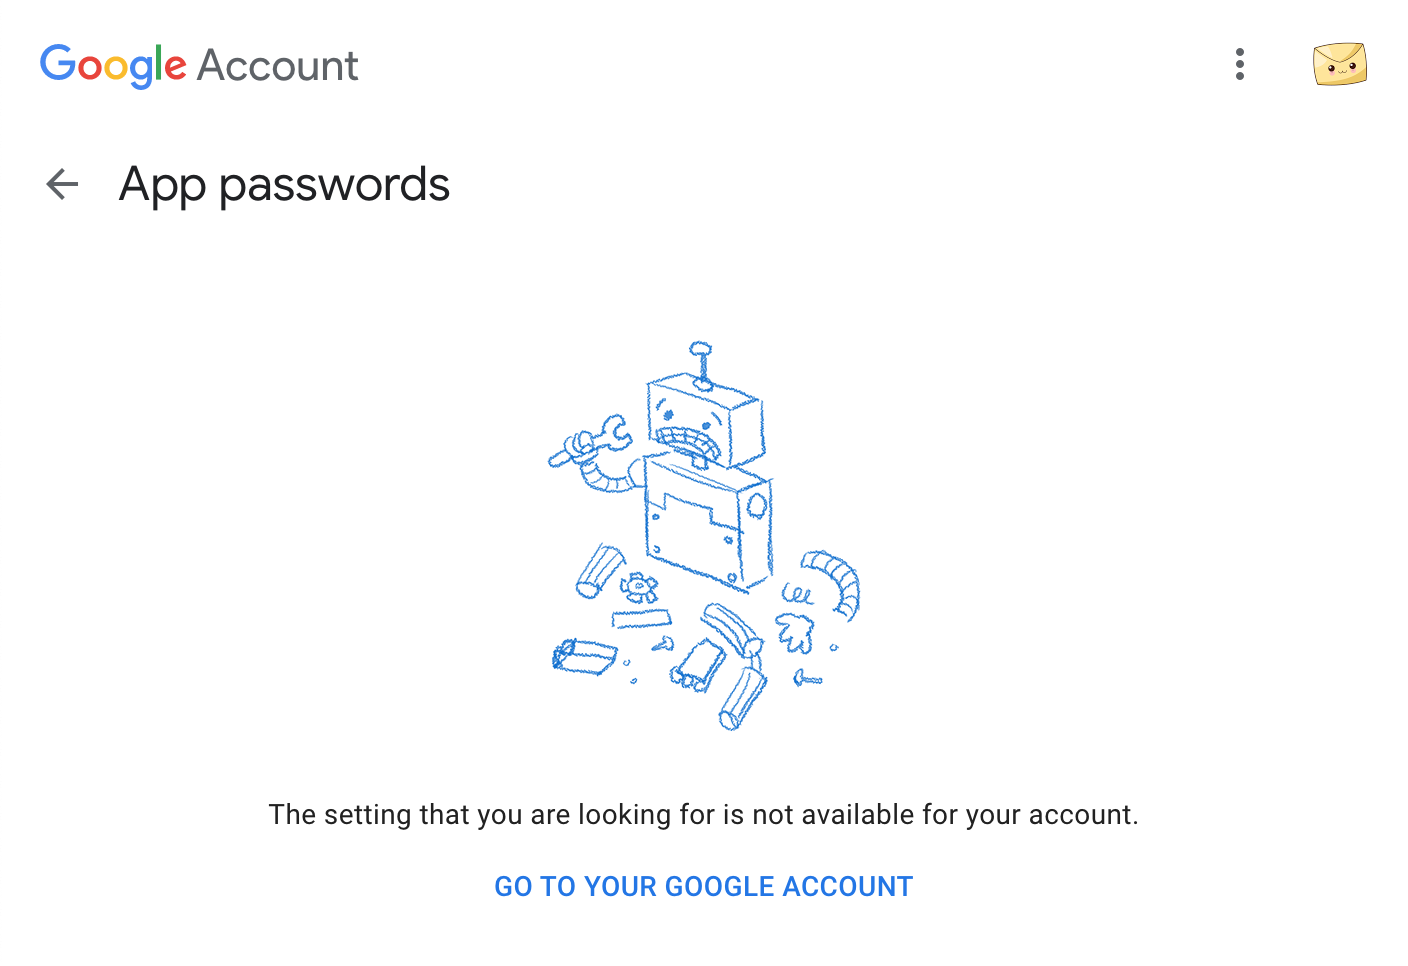 Google Account
App passwords
The setting that you are looking for is not available for your account.
GO TO YOUR GOOGLE ACCOUNT